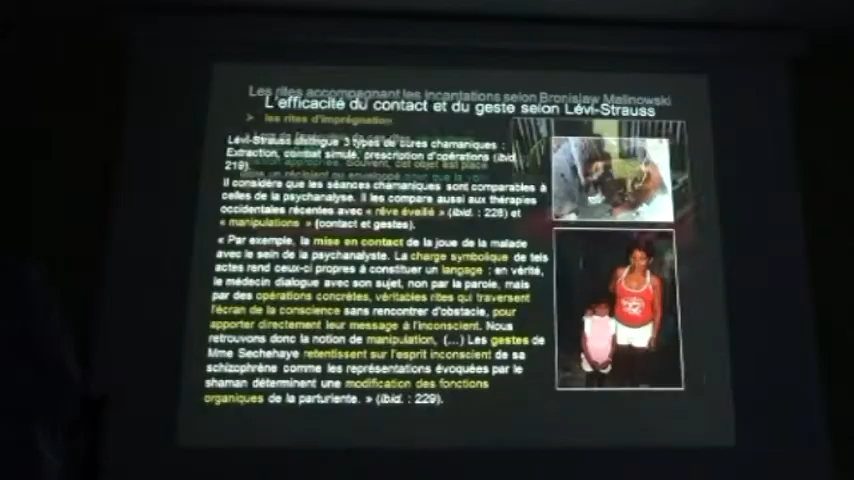 Les rites accompagnant les incantations selon Bronislaw Malinowski
L'efficacité du contact et du geste selon Lévi-Strauss
➤ les rites d'imprégnation
Lévi-Strauss distingue 3 types de cures chamaniques :
Extraction, combat simulé, prescription d'opérations (ibid.
219).
Il considère que les séances chamaniques sont comparables à
celles de la psychanalyse. Il les compare aussi aux thérapies
occidentales récentes avec « rêve éveillé » (ibid. : 228) et
« manipulations » (contact et gestes).
« Par exemple, la mise en contact de la joue de la malade
avec le sein de la psychanalyste. La charge symbolique de tels
actes rend ceux-ci propres à constituer un langage : en vérité,
le médecin dialogue avec son sujet, non par la parole, mais
par des opérations concrètes, véritables rites qui traversent
l'écran de la conscience sans rencontrer d'obstacle, pour
apporter directement leur message à l'inconscient. Nous
retrouvons donc la notion de manipulation, (...) Les gestes de
Mme Sechehaye retentissent sur l'esprit inconscient de sa
schizophrène comme les représentations évoquées par le
shaman déterminent une modification des fonctions
organiques de la parturiente. » (ibid. : 229).